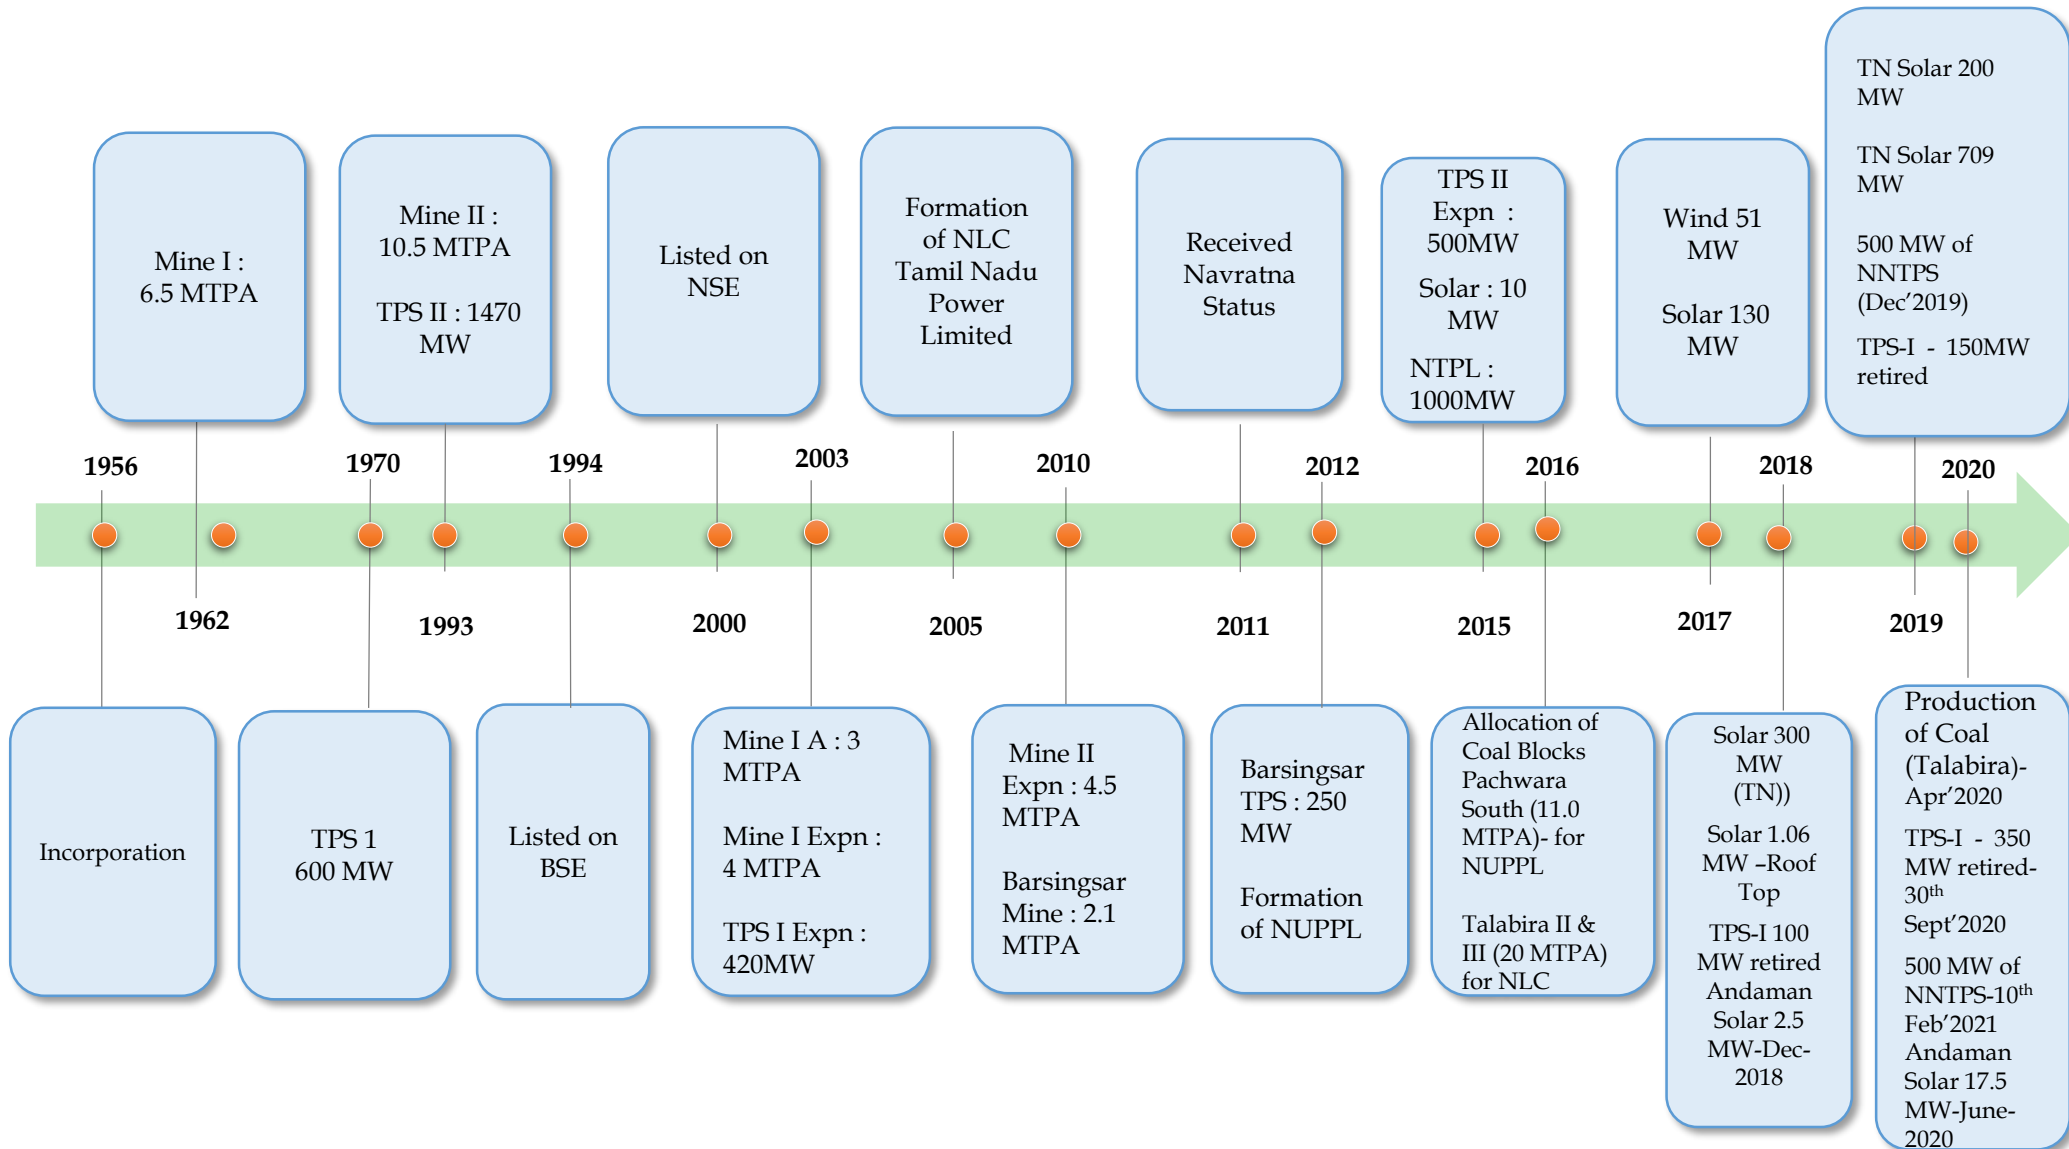 Mine I :
6.5 MTPA
Mine II :
10.5 MTPA
TPS II : 1470
MW
Listed on
NSE
Formation
of NLC
Tamil Nadu
Power
Limited
Received
Navratna
Status
TPS II
Expn :
500MW
Solar : 10
MW
NTPL :
1000MW
Wind 51
MW
Solar 130
MW
TN Solar 200
MW
TN Solar 709
MW
500 MW of
NNTPS
(Dec’2019)
TPS-I - 150MW
retired
1956
1970
1994
2003
2010
2012
2016
2018
2020
1962
1993
2000
2005
2011
2015
2017
2019
Incorporation
TPS 1
600 MW
Listed on
BSE
Mine I A : 3
MTPA
Mine I Expn :
4 MTPA
TPS I Expn :
420MW
Mine II
Expn : 4.5
MTPA
Barsingsar
Mine : 2.1
MTPA
Barsingsar
TPS : 250
MW
Formation
of NUPPL
Allocation of
Coal Blocks
Pachwara
South (11.0
MTPA)- for
NUPPL
Talabira II &
III (20 MTPA)
for NLC
Solar 300
MW
(TN))
Solar 1.06
MW –Roof
Top
TPS-I 100
MW retired
Andaman
Solar 2.5
MW-Dec-
2018
Production
of Coal
(Talabira)-
Apr’2020
TPS-I - 350
MW retired-
30th
Sept’2020
500 MW of
NNTPS-10th
Feb’2021
Andaman
Solar 17.5
MW-June-
2020